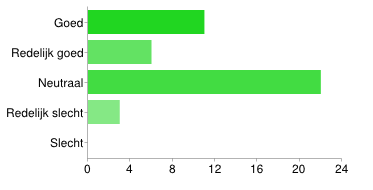 Goed
Redelijk goed
Neutraal
Redelijk slecht
Slecht
0 4 8 12 16 20 24